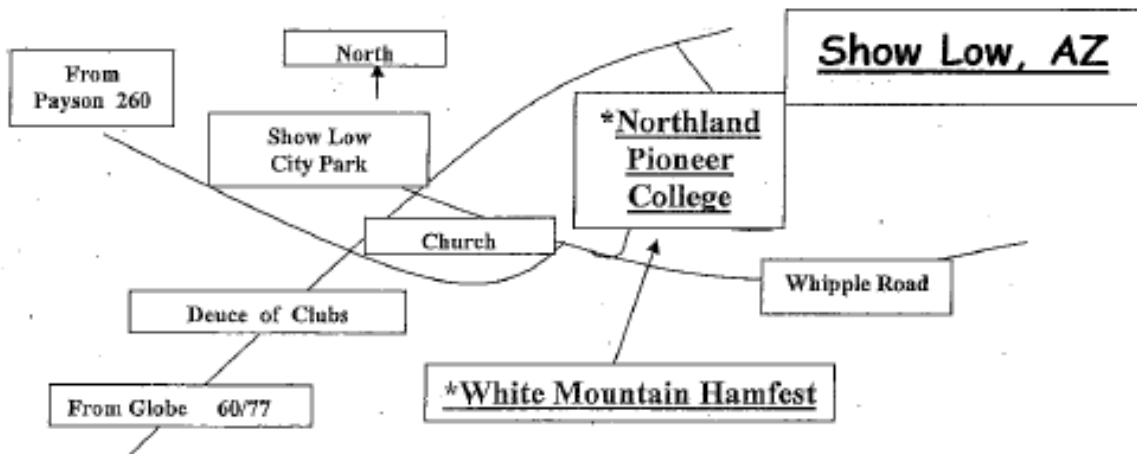 Show Low, AZ
North
From
Payson 260
Show Low
City Park
*Northland
Pioneer
College
Church
Whipple Road
Deuce of Clubs
*White Mountain Hamfest
From Globe 60/77